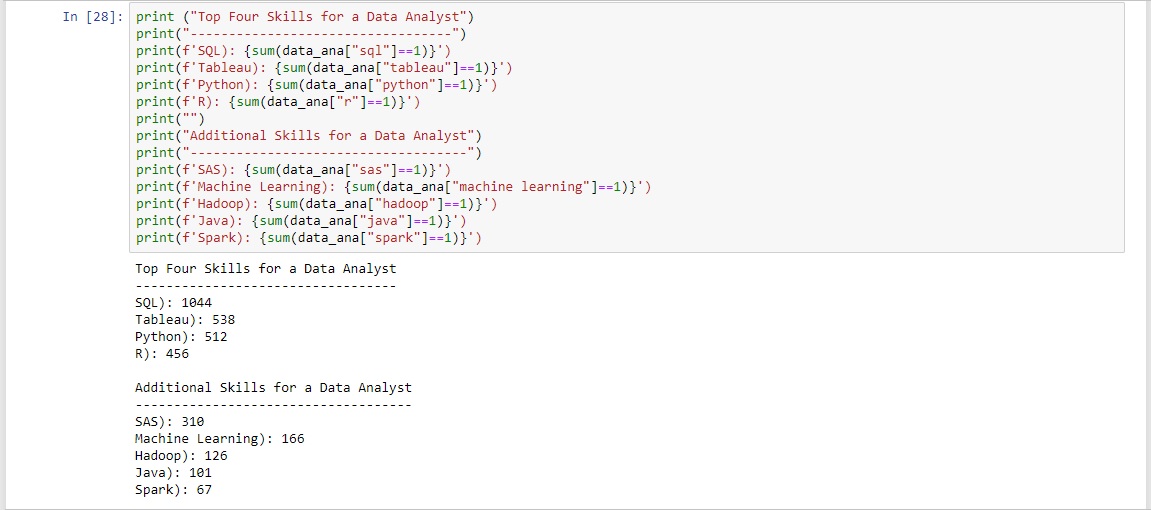 In [28]: print ("Top Four Skills for a Data Analyst")
print("----------------------------------")
print(f'SQL): {sum(data_ana["sql"]==1)}')
print(f'Tableau): {sum(data_ana["tableau"]==1)}')
print(f'Python): {sum(data_ana["python"]==1)}')
print(f'R): {sum(data_ana["r"]==1)}')
print("")
print("Additional Skills for a Data Analyst")
print("------------------------------------")
print(f'SAS): {sum(data_ana["sas"]==1)}')
print(f'Machine Learning): {sum(data_ana["machine learning"]==1)}')
print(f'Hadoop): {sum(data_ana["hadoop"]==1)}')
print(f'Java): {sum(data_ana["java"]==1)}')
print(f'Spark): {sum(data_ana["spark"]==1)}')
Top Four Skills for a Data Analyst
----------------------------------
SQL): 1044
Tableau): 538
Python): 512
R): 456
Additional Skills for a Data Analyst
------------------------------------
SAS): 310
Machine Learning): 166
Hadoop): 126
Java): 101
Spark): 67